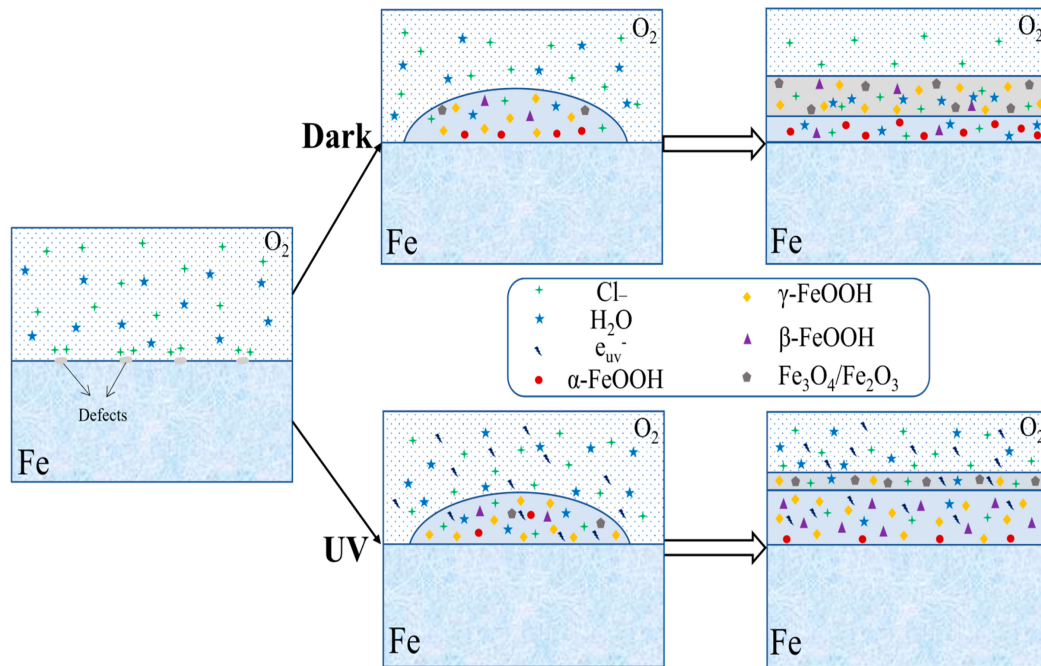 O₂
Dark
Fe
O₂
Fe
O₂
Defects
Fe
Cl–
H₂O
e_uv⁻
α-FeOOH
γ-FeOOH
β-FeOOH
Fe₃O₄/Fe₂O₃
O₂
UV
Fe
O₂
Fe